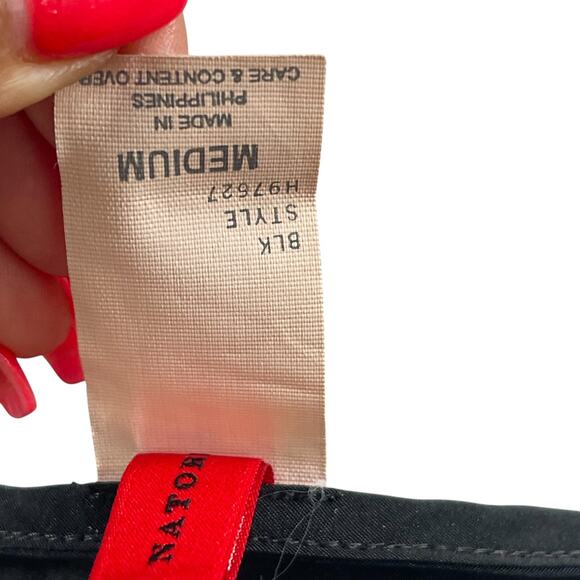 BLK
STYLE
H97627
MEDIUM
MADE IN
PHILIPPINES
CARE & CONTENT OVER
NATOR